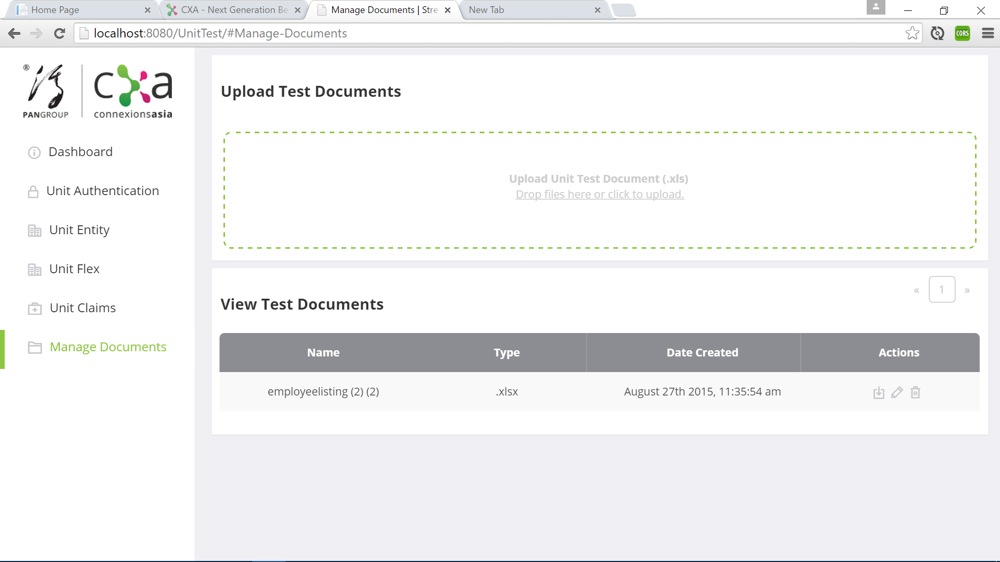 Home Page
CXA - Next Generation Be
Manage Documents | Stre
New Tab
localhost:8080/UnitTest/#Manage-Documents
CORS
®
PANGROUP
cxa
connexionsasia
Dashboard
Unit Authentication
Unit Entity
Unit Flex
Unit Claims
Manage Documents
Upload Test Documents
Upload Unit Test Document (.xls)
Drop files here or click to upload.
« 1 »
View Test Documents
Name Type Date Created Actions
employeelisting (2) (2) .xlsx August 27th 2015, 11:35:54 am